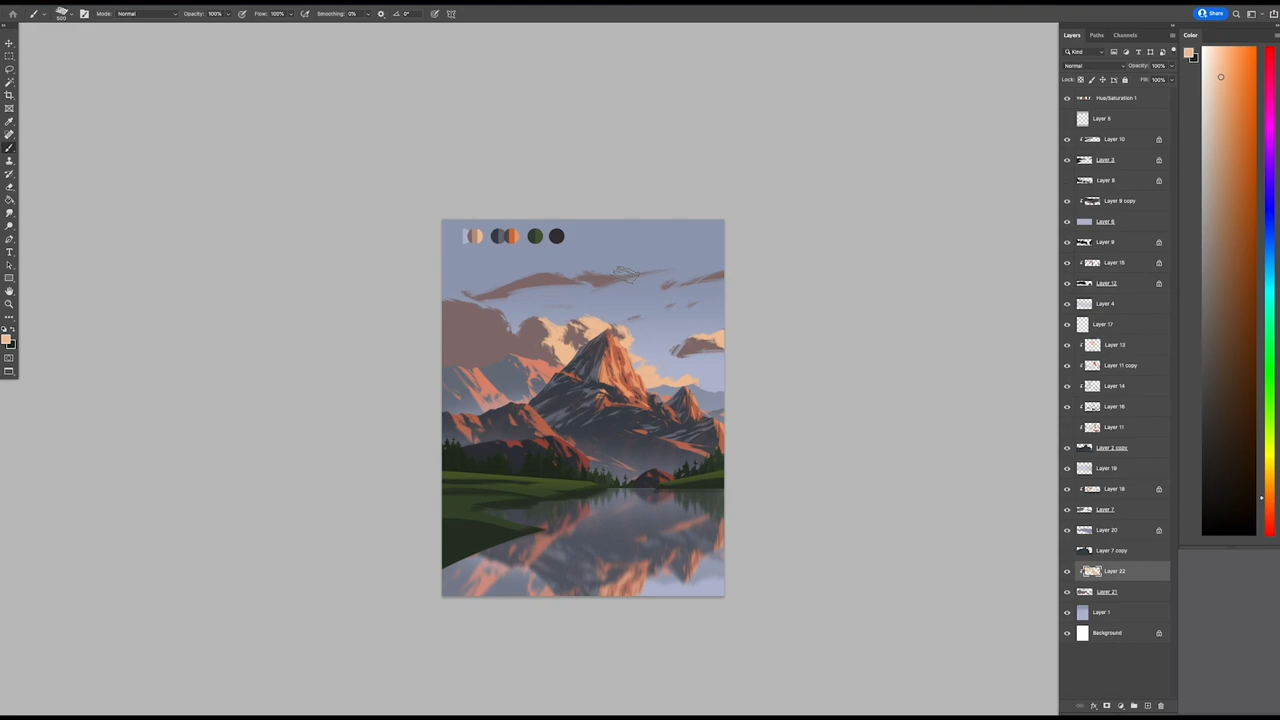 500
Mode: Normal
Opacity: 100%
Flow: 100%
Smoothing: 0%
0°
Share
Layers Paths Channels
Kind
Normal Opacity: 100%
Lock: Fill: 100%
Hue/Saturation 1
Layer 5
Layer 10
Layer 3
Layer 8
Layer 9 copy
Layer 6
Layer 9
Layer 15
Layer 12
Layer 4
Layer 17
Layer 13
Layer 11 copy
Layer 14
Layer 16
Layer 11
Layer 2 copy
Layer 19
Layer 18
Layer 7
Layer 20
Layer 7 copy
Layer 22
Layer 21
Layer 1
Background
Color
fx